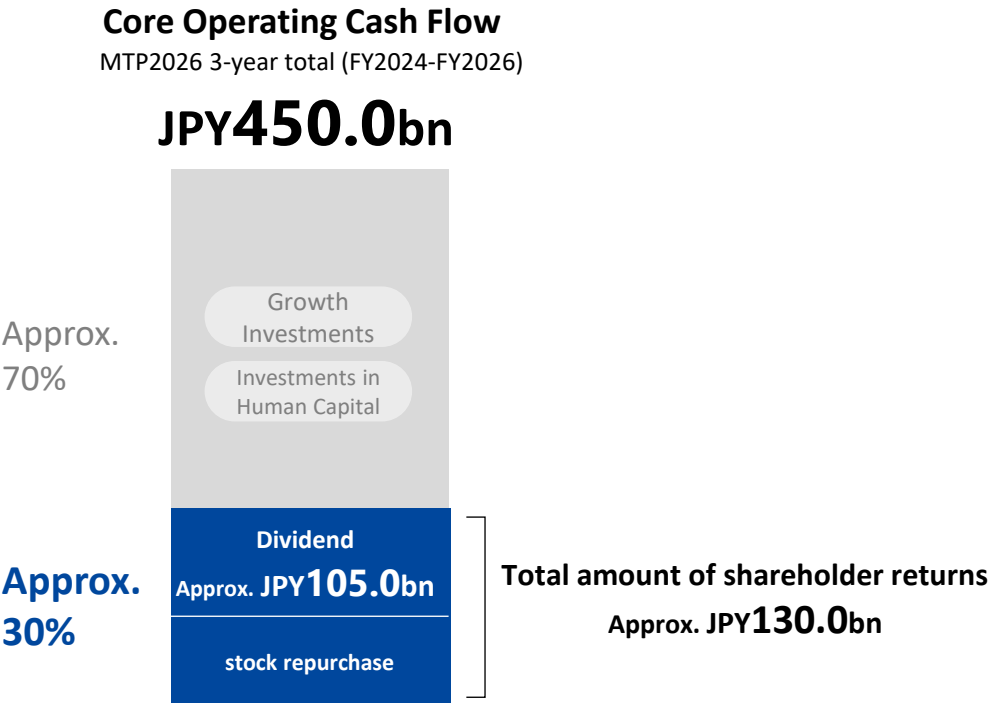 Core Operating Cash Flow
MTP2026 3-year total (FY2024-FY2026)
JPY450.0bn
Growth
Investments
Approx.
70%
Investments in
Human Capital
Dividend
Approx. JPY105.0bn
Approx.
30%
stock repurchase
Total amount of shareholder returns
Approx. JPY130.0bn